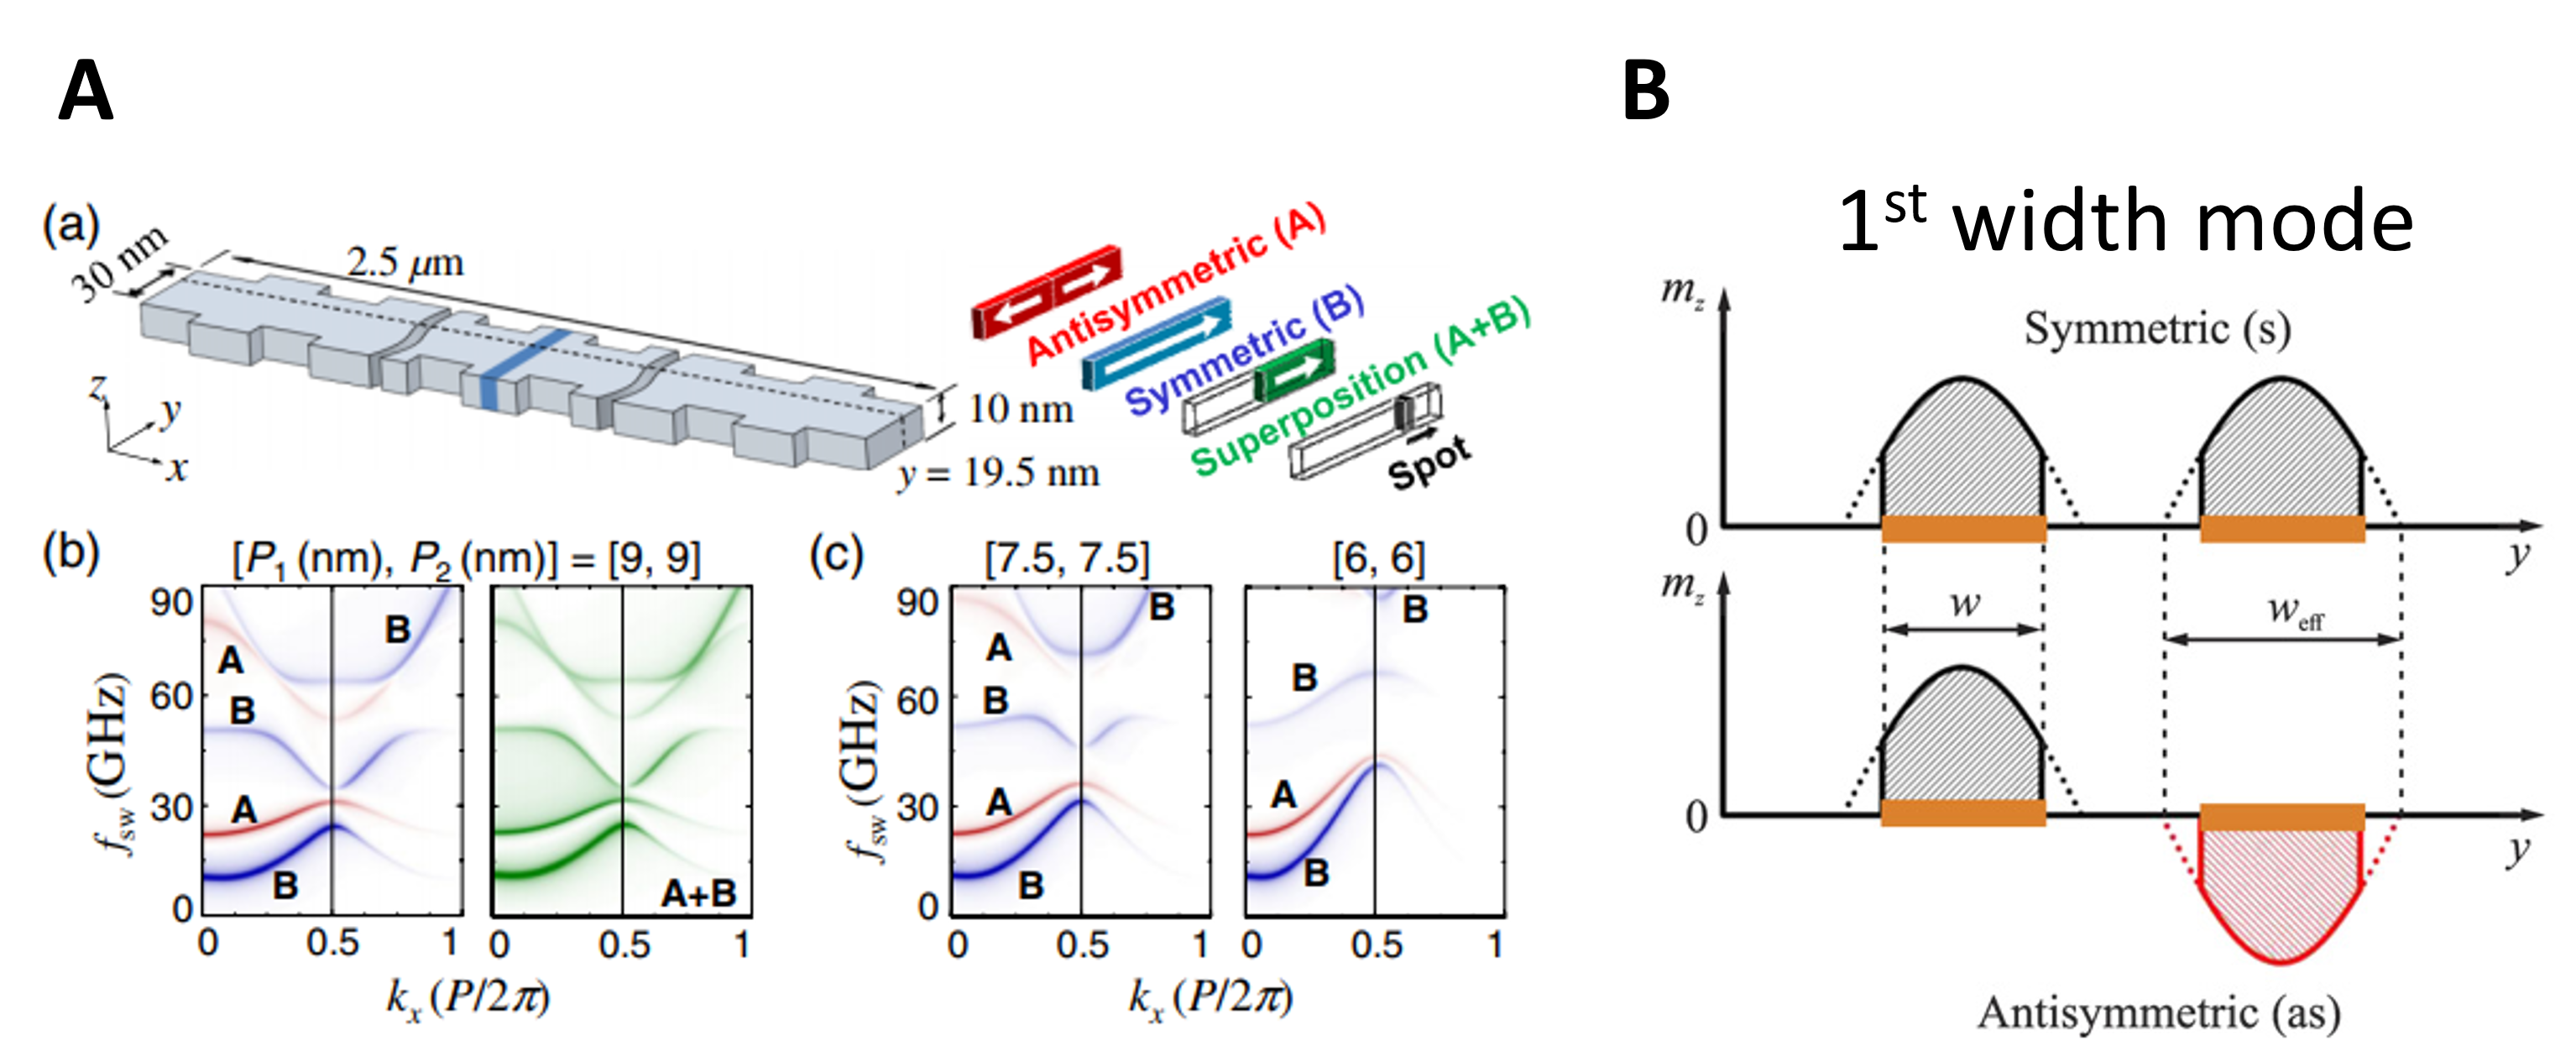 A
B
(a)
30 nm
2.5 μm
10 nm
y = 19.5 nm
z
y
x
Antisymmetric (A)
Symmetric (B)
Superposition (A+B)
Spot
(b)
[P₁ (nm), P₂ (nm)] = [9, 9]
90
60
30
0
f_sw (GHz)
A
B
B
A
B
A+B
0 0.5 1
0 0.5 1
k_x (P/2π)
(c)
[7.5, 7.5]
[6, 6]
90
60
30
0
f_sw (GHz)
B
A
B
A
B
B
B
A
B
0 0.5 1
0 0.5 1
k_x (P/2π)
1st width mode
m_z
Symmetric (s)
0
y
m_z
w
w_eff
0
y
Antisymmetric (as)